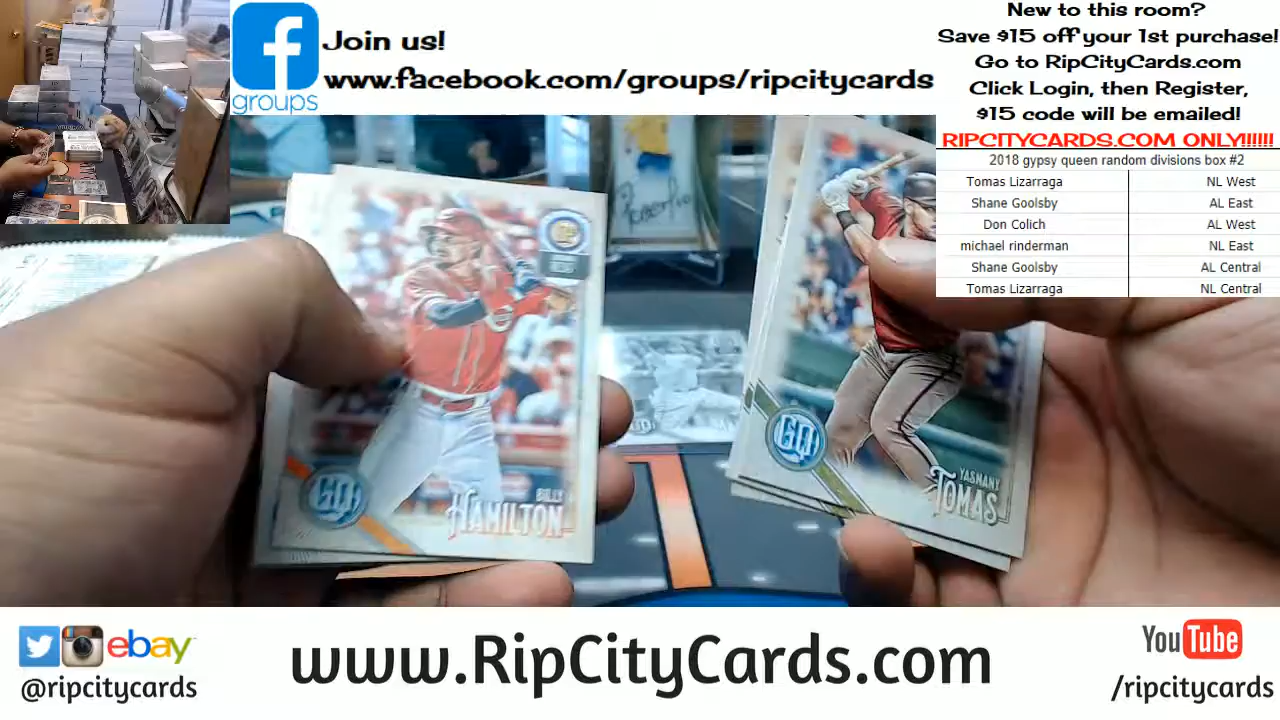 groups
Join us!
www.facebook.com/groups/ripcitycards
New to this room?
Save $15 off your 1st purchase!
Go to RipCityCards.com
Click Login, then Register,
$15 code will be emailed!
RIPCITYCARDS.COM ONLY!!!!!!
2018 gypsy queen random divisions box #2
Tomas Lizarraga NL West
Shane Goolsby AL East
Don Colich AL West
michael rinderman NL East
Shane Goolsby AL Central
Tomas Lizarraga NL Central
GQ
BILLY
HAMILTON
GQ
YASMANY
TOMAS
ebay
@ripcitycards
www.RipCityCards.com
YouTube
/ripcitycards